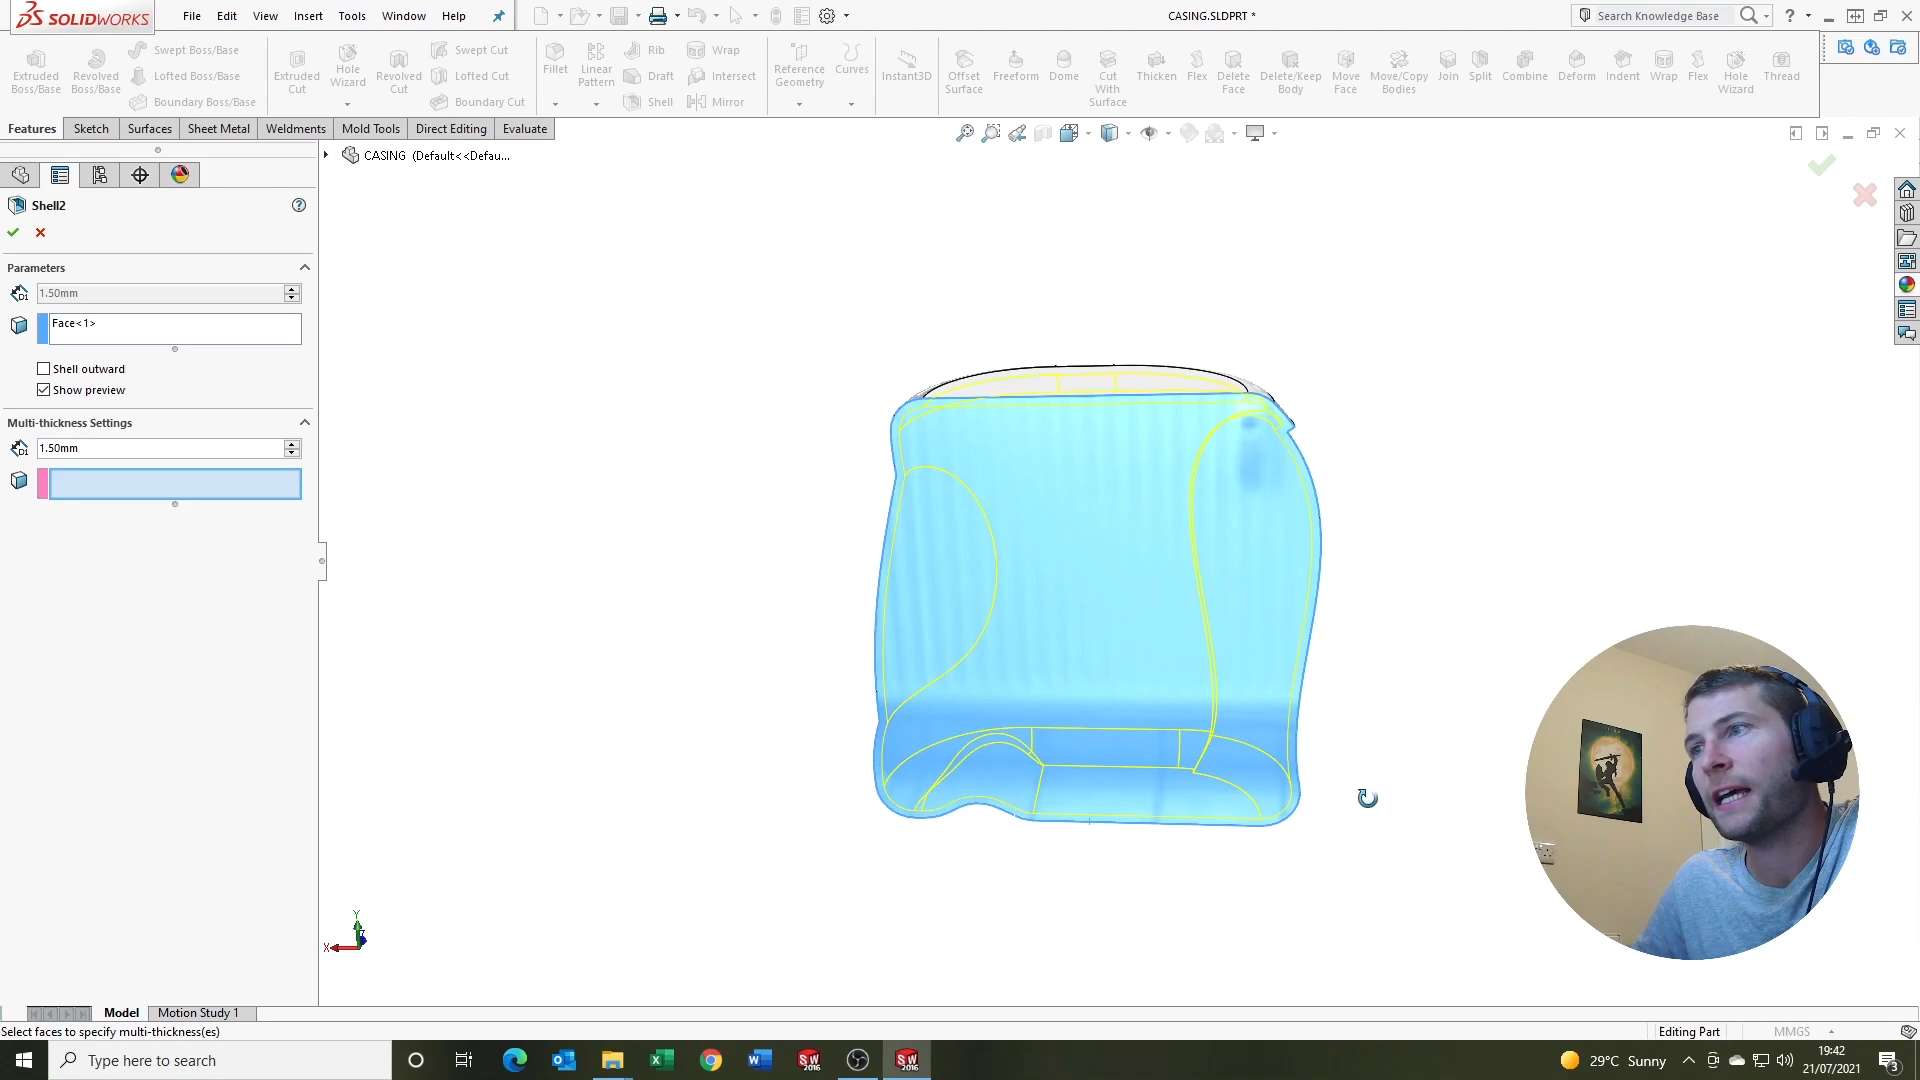 SOLIDWORKS
File Edit View Insert Tools Window Help
CASING.SLDPRT *
Search Knowledge Base
Extruded Boss/Base
Revolved Boss/Base
Swept Boss/Base
Lofted Boss/Base
Boundary Boss/Base
Extruded Cut
Hole Wizard
Revolved Cut
Swept Cut
Lofted Cut
Boundary Cut
Fillet
Linear Pattern
Rib
Draft
Shell
Wrap
Intersect
Mirror
Reference Geometry
Curves
Instant3D
Offset Surface
Freeform
Dome
Cut With Surface
Thicken
Flex
Delete Face
Delete/Keep Body
Move Face
Move/Copy Bodies
Join
Split
Combine
Deform
Indent
Wrap
Flex
Hole Wizard
Thread
Features Sketch Surfaces Sheet Metal Weldments Mold Tools Direct Editing Evaluate
CASING (Default<<Defau...
Shell2
Parameters
1.50mm
Face<1>
Shell outward
Show preview
Multi-thickness Settings
1.50mm
Y
X
Model Motion Study 1
Select faces to specify multi-thickness(es)
Editing Part
MMGS
Type here to search
29°C Sunny
19:42
21/07/2021
3